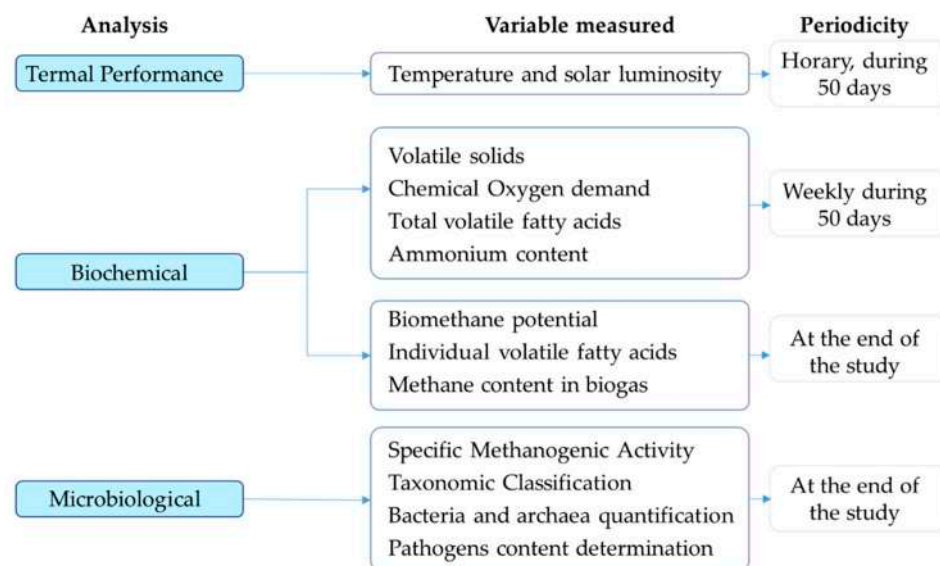 Analysis
Variable measured
Periodicity
Termal Performance
Temperature and solar luminosity
Horary, during
50 days
Biochemical
Volatile solids
Chemical Oxygen demand
Total volatile fatty acids
Ammonium content
Weekly during
50 days
Biomethane potential
Individual volatile fatty acids
Methane content in biogas
At the end of
the study
Microbiological
Specific Methanogenic Activity
Taxonomic Classification
Bacteria and archaea quantification
Pathogens content determination
At the end of
the study